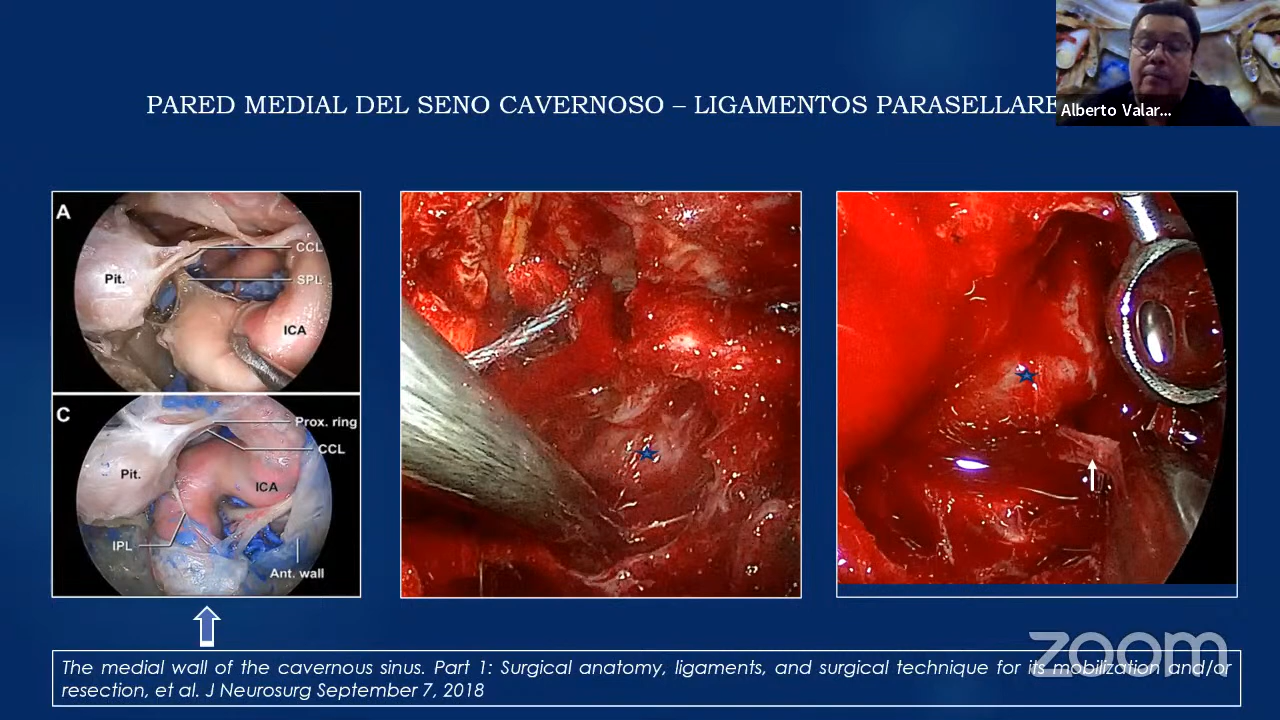 PARED MEDIAL DEL SENO CAVERNOSO – LIGAMENTOS PARASELLARE
Alberto Valar...
A
CCL
Pit.
SPL
ICA
C
Prox. ring
CCL
Pit.
ICA
IPL
Ant. wall
zoom
The medial wall of the cavernous sinus. Part 1: Surgical anatomy, ligaments, and surgical technique for its mobilization and/or
resection, et al. J Neurosurg September 7, 2018